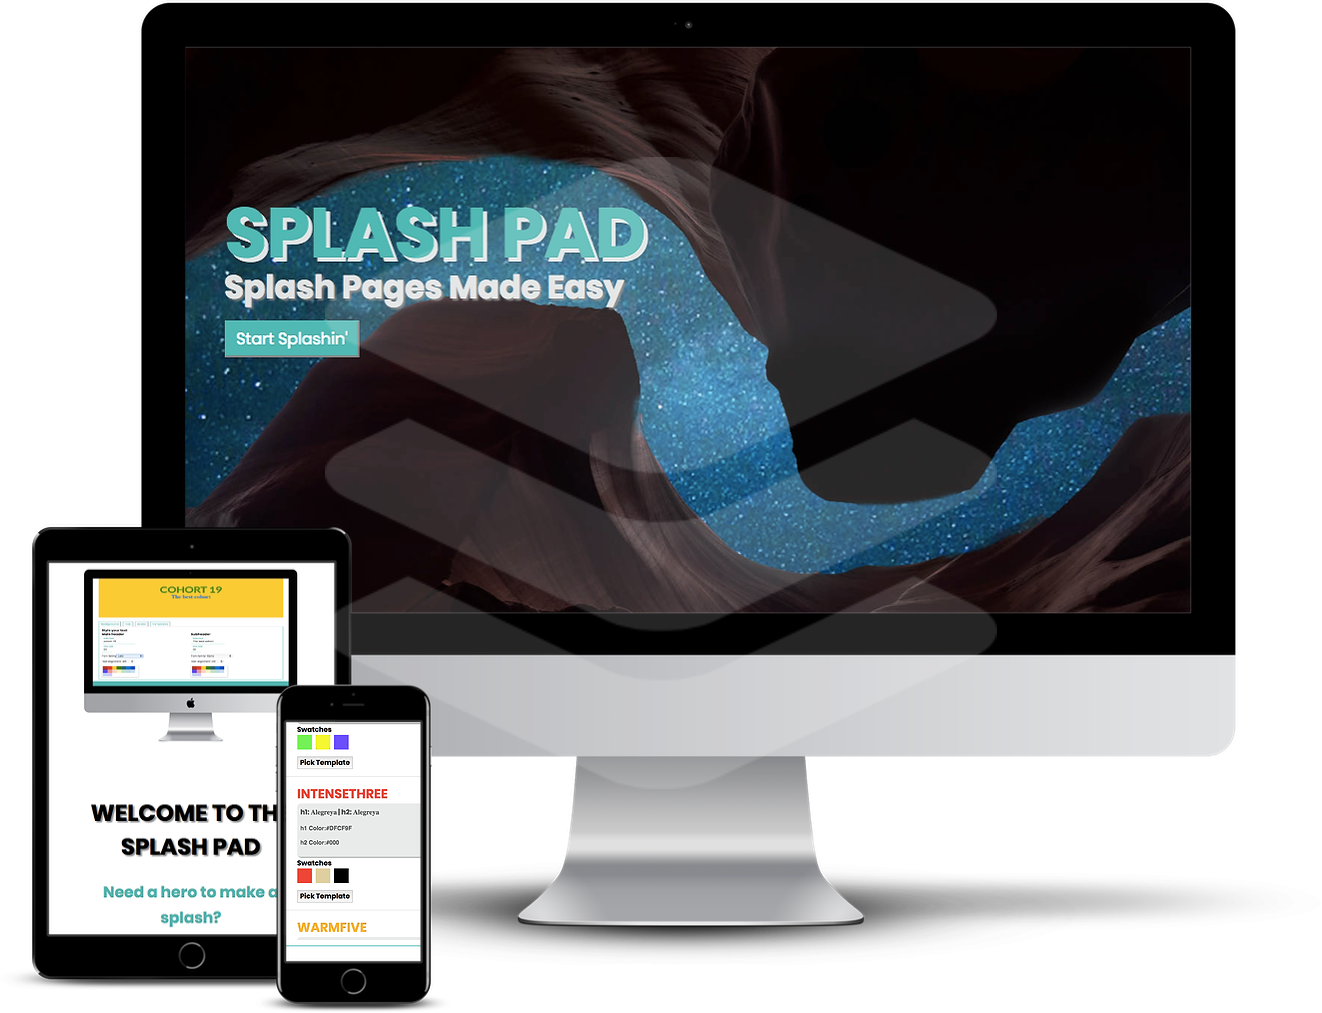 SPLASH PAD
Splash Pages Made Easy
Start Splashin'
COHORT 19
The best cohort
WELCOME TO TH
SPLASH PAD
Need a hero to make a
splash?
Swatches
Pick Template
INTENSETHREE
h1: Alegreya | h2: Alegreya
h1 Color:#DFCF9F
h2 Color:#000
Swatches
Pick Template
WARMFIVE